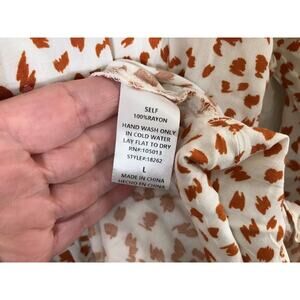 SELF
100%RAYON
HAND WASH ONLY
IN COLD WATER
LAY FLAT TO DRY
RN#:105013
STYLE#:18262
L
MADE IN CHINA
HECHO EN CHINA